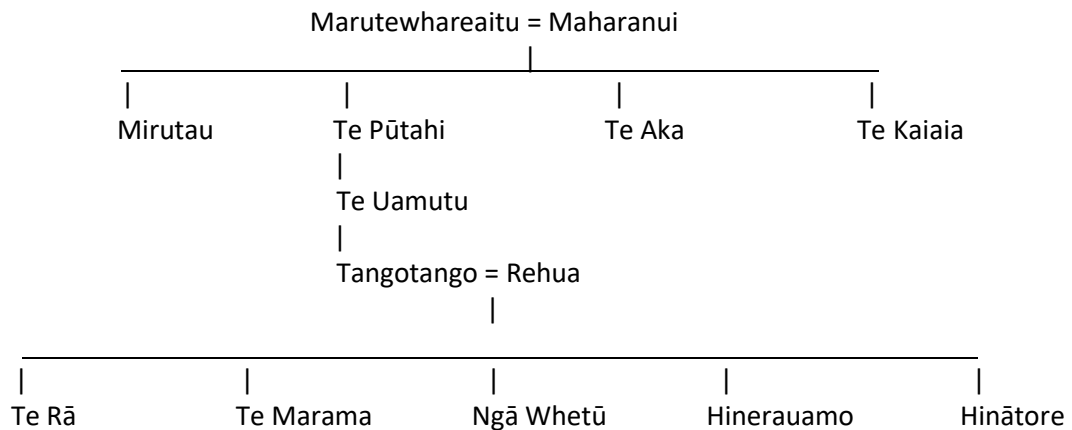 Marutewhareaitu = Maharanui
Mirutau Te Pūtahi Te Aka Te Kaiaia
Te Uamutu
Tangotango = Rehua
Te Rā Te Marama Ngā Whetū Hinerauamo Hinātore